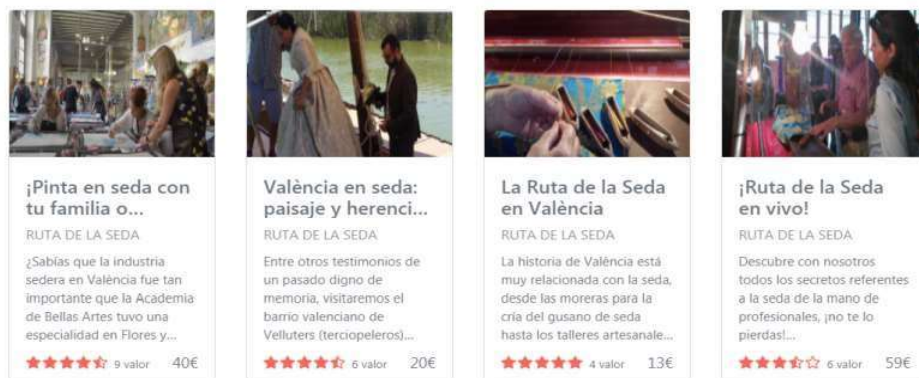 ¡Pinta en seda con
tu familia o...
RUTA DE LA SEDA
¿Sabías que la industria
sedera en València fue tan
importante que la Academia
de Bellas Artes tuvo una
especialidad en Flores y...
9 valor 40€
València en seda:
paisaje y herenci...
RUTA DE LA SEDA
Entre otros testimonios de
un pasado digno de
memoria, visitaremos el
barrio valenciano de
Velluters (terciopeleros)...
6 valor 20€
La Ruta de la Seda
en València
RUTA DE LA SEDA
La historia de València está
muy relacionada con la seda,
desde las moreras para la
cría del gusano de seda
hasta los talleres artesanale...
4 valor 13€
¡Ruta de la Seda
en vivo!
RUTA DE LA SEDA
Descubre con nosotros
todos los secretos referentes
a la seda de la mano de
profesionales, ¡no te lo
pierdas!...
6 valor 59€